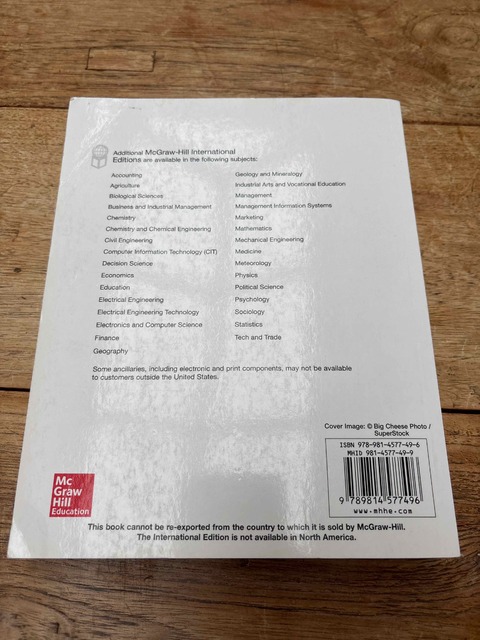 Additional McGraw-Hill International
Editions are available in the following subjects:
Accounting
Agriculture
Biological Sciences
Business and Industrial Management
Chemistry
Chemistry and Chemical Engineering
Civil Engineering
Computer Information Technology (CIT)
Decision Science
Economics
Education
Electrical Engineering
Electrical Engineering Technology
Electronics and Computer Science
Finance
Geography
Geology and Mineralogy
Industrial Arts and Vocational Education
Management
Management Information Systems
Marketing
Mathematics
Mechanical Engineering
Medicine
Meteorology
Physics
Political Science
Psychology
Sociology
Statistics
Tech and Trade
Some ancillaries, including electronic and print components, may not be available
to customers outside the United States.
Cover Image: © Big Cheese Photo /
SuperStock
ISBN 978-981-4577-49-6
MHID 981-4577-49-9
9 789814 577496
www.mhhe.com
Mc
Graw
Hill
Education
This book cannot be re-exported from the country to which it is sold by McGraw-Hill.
The International Edition is not available in North America.